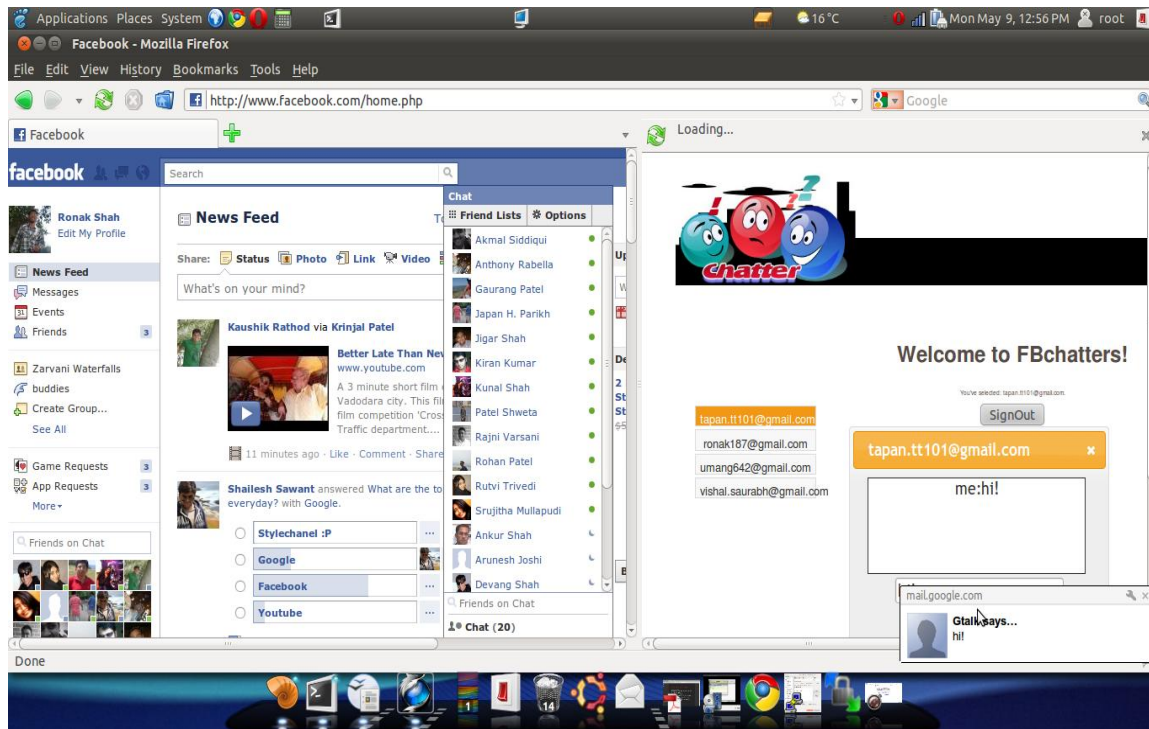 Applications Places System 16°C Mon May 9, 12:56 PM root
Facebook - Mozilla Firefox
File Edit View History Bookmarks Tools Help
http://www.facebook.com/home.php
Google
Facebook
Loading...
facebook
Search
Ronak Shah
Edit My Profile
News Feed
Messages
31 Events
Friends 3
Zarvani Waterfalls
buddies
Create Group...
See All
Game Requests 3
App Requests 3
More
Friends on Chat
News Feed
Share: Status Photo Link Video
What's on your mind?
Kaushik Rathod via Krinjal Patel
Better Late Than Nev
www.youtube.com
A 3 minute short film
Vadodara city. This fil
film competition 'Cros
Traffic department....
11 minutes ago · Like · Comment · Share
Shailesh Sawant answered What are the to
everyday? with Google.
Stylechanel :P ...
Google
Facebook ...
Youtube ...
Chat
Friend Lists Options
Akmal Siddiqui
Anthony Rabella
Gaurang Patel
Japan H. Parikh
Jigar Shah
Kiran Kumar
Kunal Shah
Patel Shweta
Rajni Varsani
Rohan Patel
Rutvi Trivedi
Srujitha Mullapudi
Ankur Shah
Arunesh Joshi
Devang Shah
Friends on Chat
Chat (20)
Up
W
De
2
St
St
$5
B
chatter
Welcome to FBchatters!
You've selected: tapan.tt101@gmail.com.
SignOut
tapan.tt101@gmail.com
ronak187@gmail.com
umang642@gmail.com
vishal.saurabh@gmail.com
tapan.tt101@gmail.com ×
me:hi!
mail.google.com
Gtalk says...
hi!
Done
1
14